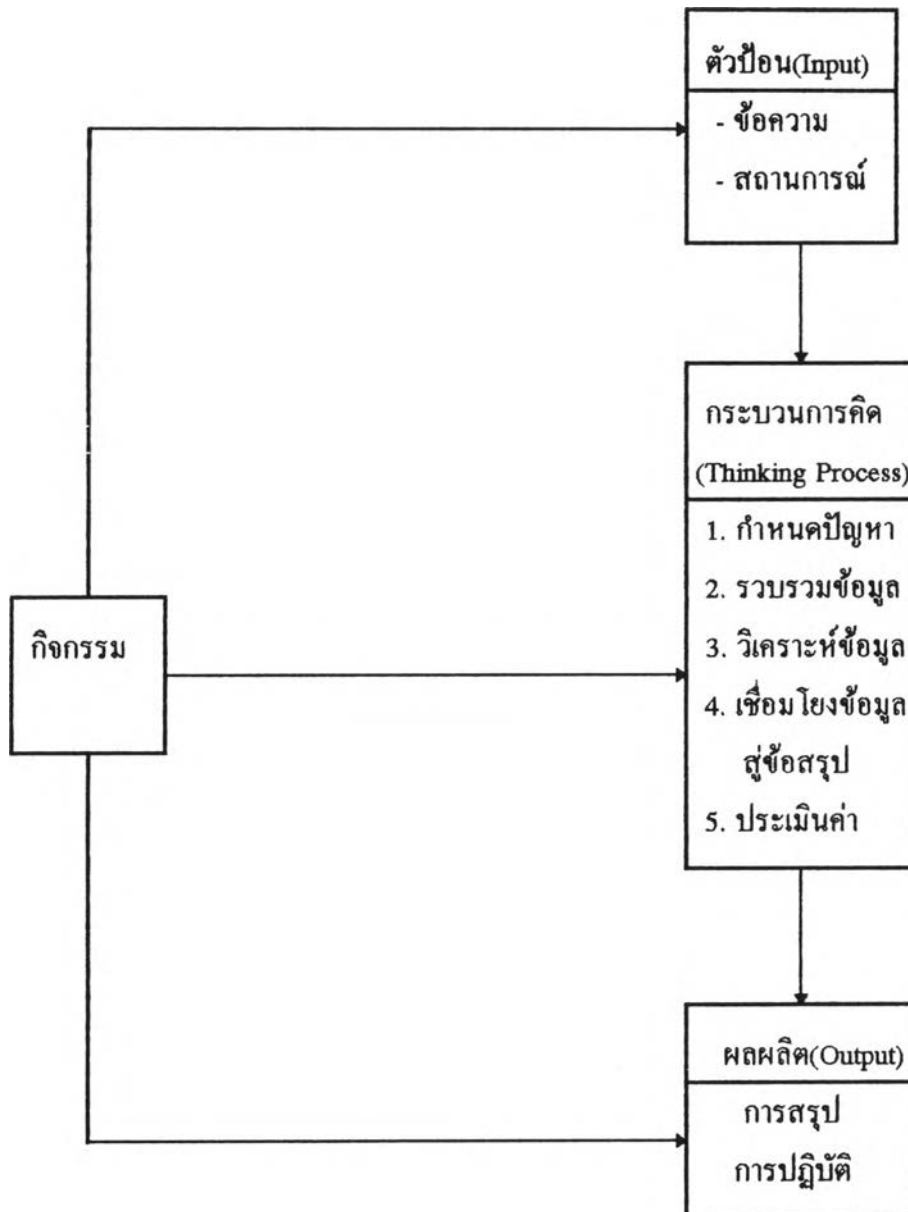 ตัวป้อน(Input)
- ข้อความ
- สถานการณ์
กระบวนการคิด
(Thinking Process)
1. กำหนดปัญหา
2. รวบรวมข้อมูล
3. วิเคราะห์ข้อมูล
4. เชื่อมโยงข้อมูล
สู่ข้อสรุป
5. ประเมินค่า
กิจกรรม
ผลผลิต(Output)
การสรุป
การปฏิบัติ